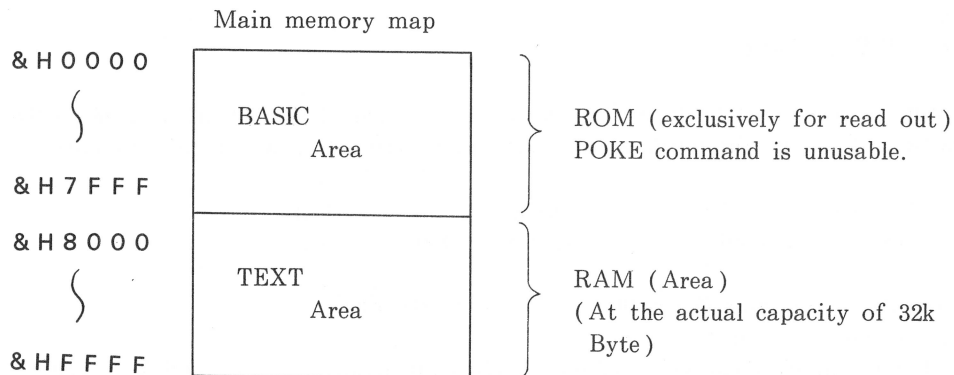 Main memory map
&H0000
&H7FFF
&H8000
&HFFFF
BASIC
Area
TEXT
Area
ROM (exclusively for read out)
POKE command is unusable.
RAM (Area)
(At the actual capacity of 32k
Byte)